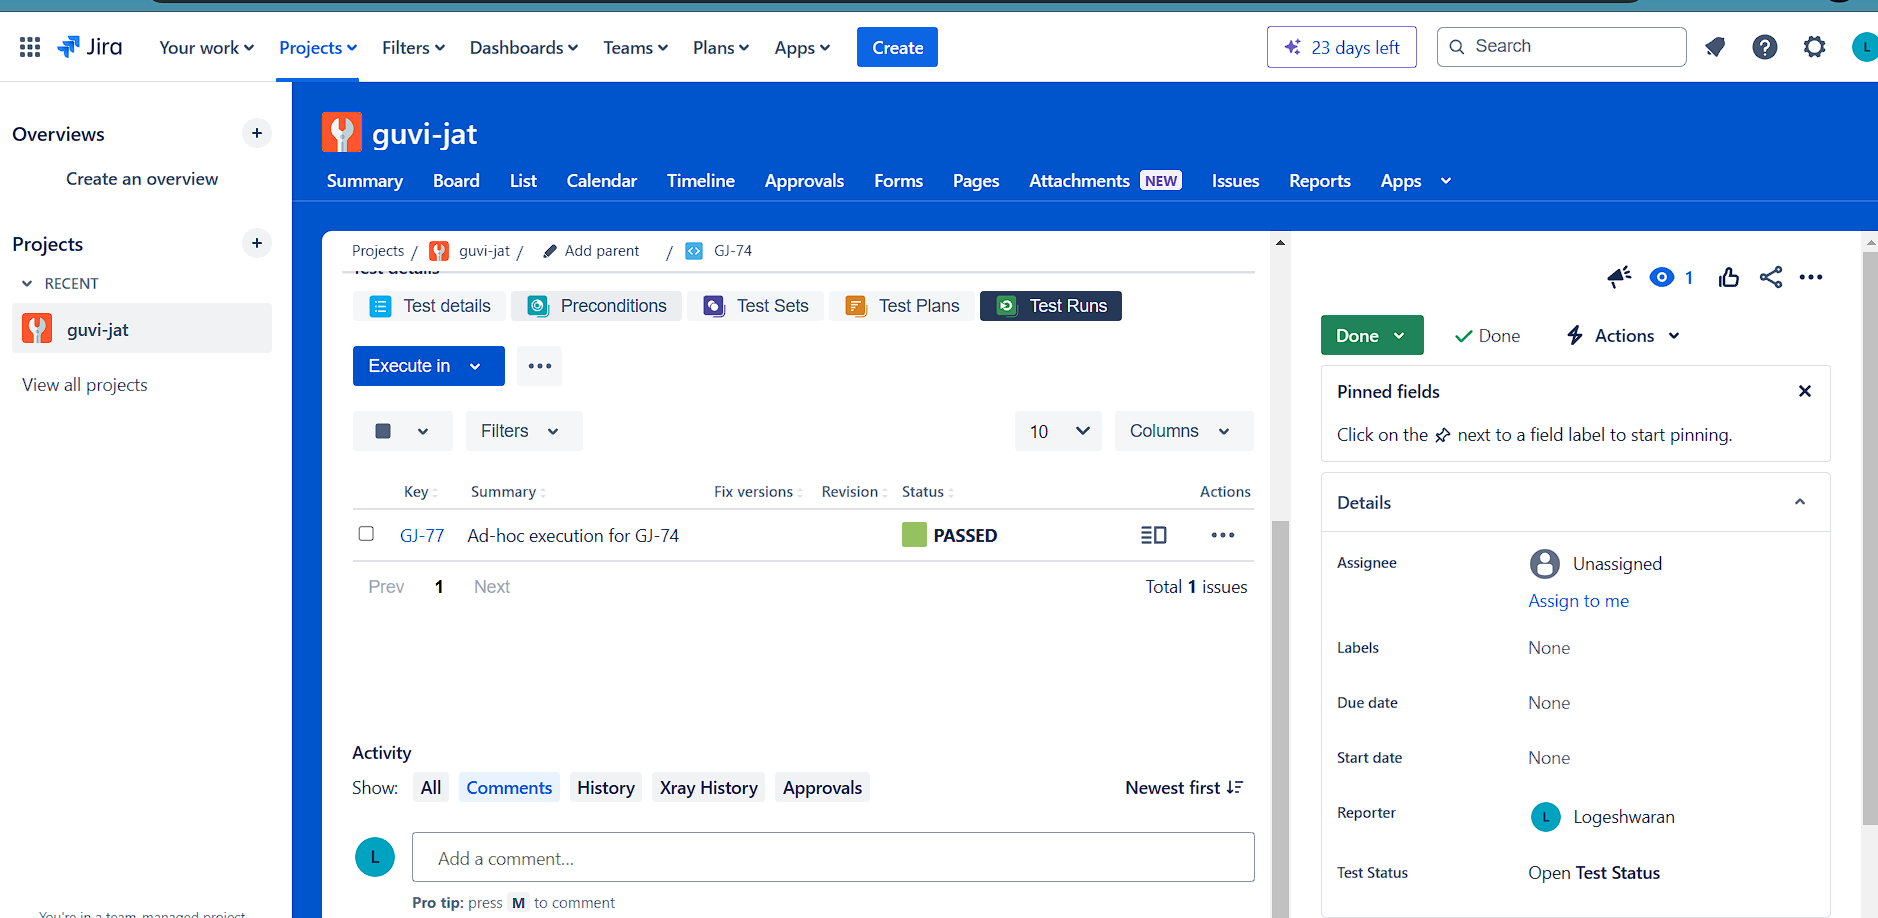 Jira Your work Projects Filters Dashboards Teams Plans Apps Create 23 days left Search L
Overviews +
Create an overview
Projects +
RECENT
guvi-jat
View all projects
You're in a team-managed project
guvi-jat
Summary Board List Calendar Timeline Approvals Forms Pages Attachments NEW Issues Reports Apps
Projects / guvi-jat / Add parent / GJ-74
Test details
Test details Preconditions Test Sets Test Plans Test Runs
Execute in •••
Filters 10 Columns
Key Summary Fix versions Revision Status Actions
GJ-77 Ad-hoc execution for GJ-74 PASSED •••
Prev 1 Next Total 1 issues
Activity
Show: All Comments History Xray History Approvals Newest first
L Add a comment...
Pro tip: press M to comment
1 •••
Done Done Actions
Pinned fields
Click on the next to a field label to start pinning.
Details
Assignee Unassigned
Assign to me
Labels None
Due date None
Start date None
Reporter L Logeshwaran
Test Status Open Test Status